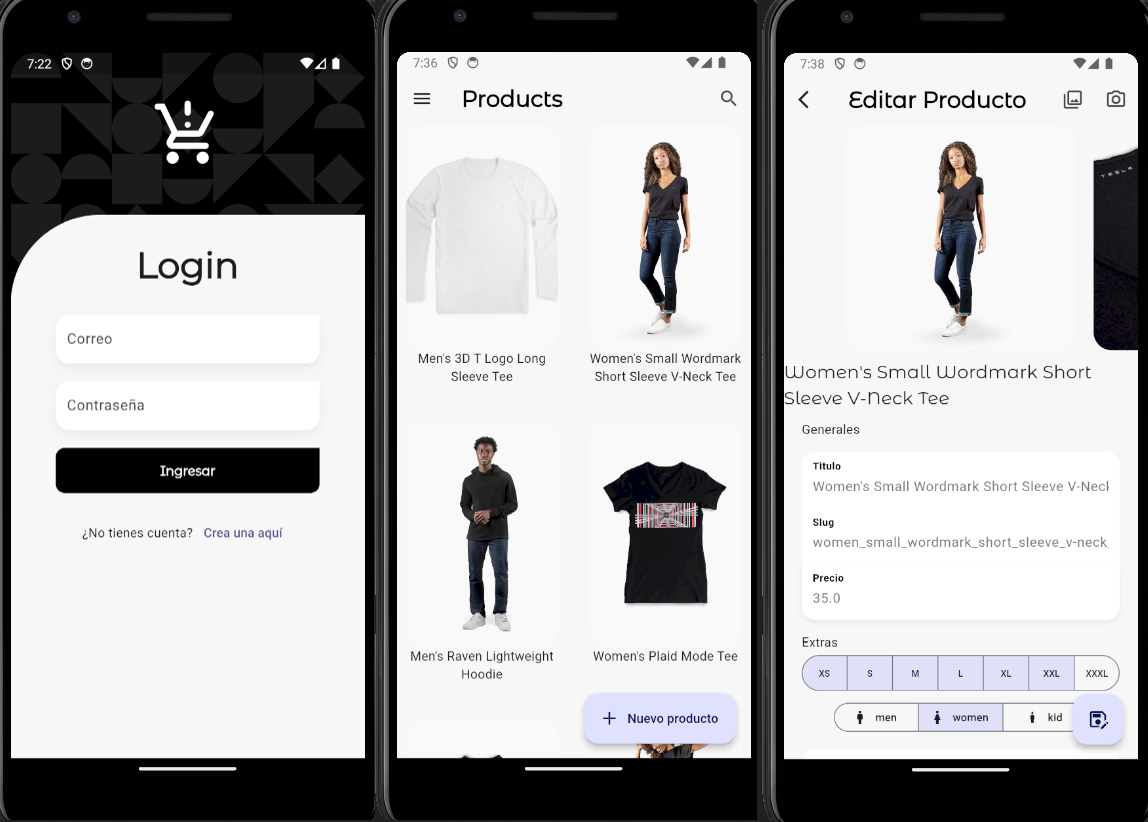 7:22
Login
Correo
Contraseña
Ingresar
¿No tienes cuenta? Crea una aquí
7:36
Products
Men's 3D T Logo Long
Sleeve Tee
Women's Small Wordmark
Short Sleeve V-Neck Tee
Men's Raven Lightweight
Hoodie
Women's Plaid Mode Tee
Nuevo producto
7:38
Editar Producto
TESLA
Women's Small Wordmark Short
Sleeve V-Neck Tee
Generales
Titulo
Women's Small Wordmark Short Sleeve V-Neck
Slug
women_small_wordmark_short_sleeve_v-neck_
Precio
35.0
Extras
XS S M L XL XXL XXXL
men women kid